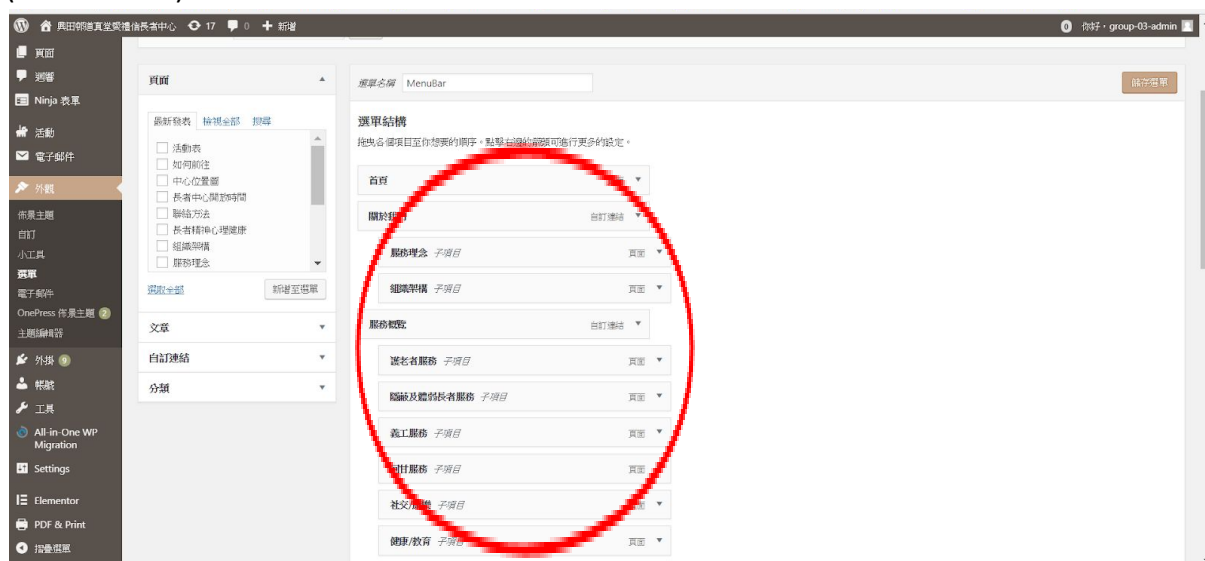 興田邨雅真堂愛禮信長者中心 17 0 + 新增
0 你好，group-03-admin
頁面
迴響
Ninja 表單
活動
電子郵件
外觀
佈景主題
自訂
小工具
選單
電子郵件
OnePress 佈景主題 2
主題編輯器
外掛 9
帳號
工具
All-in-One WP
Migration
Settings
Elementor
PDF & Print
摺疊選單
頁面
最新發表 檢視全部 搜尋
活動表
如何前往
中心位置圖
長者中心開放時間
聯絡方法
長者精神心理健康
組織架構
服務理念
選取全部 新增至選單
文章
自訂連結
分類
選單名稱 MenuBar
儲存選單
選單結構
拖曳各個項目至你想要的順序。點擊右邊的箭頭可進行更多的設定。
首頁
關於我們 自訂連結
服務理念 子項目 頁面
組織架構 子項目 頁面
服務概覽 自訂連結
護老者服務 子項目 頁面
隱蔽及體弱長者服務 子項目 頁面
義工服務 子項目 頁面
服務 子項目 頁面
社交/ 子項目 頁面
健康/教育 子項目 頁面